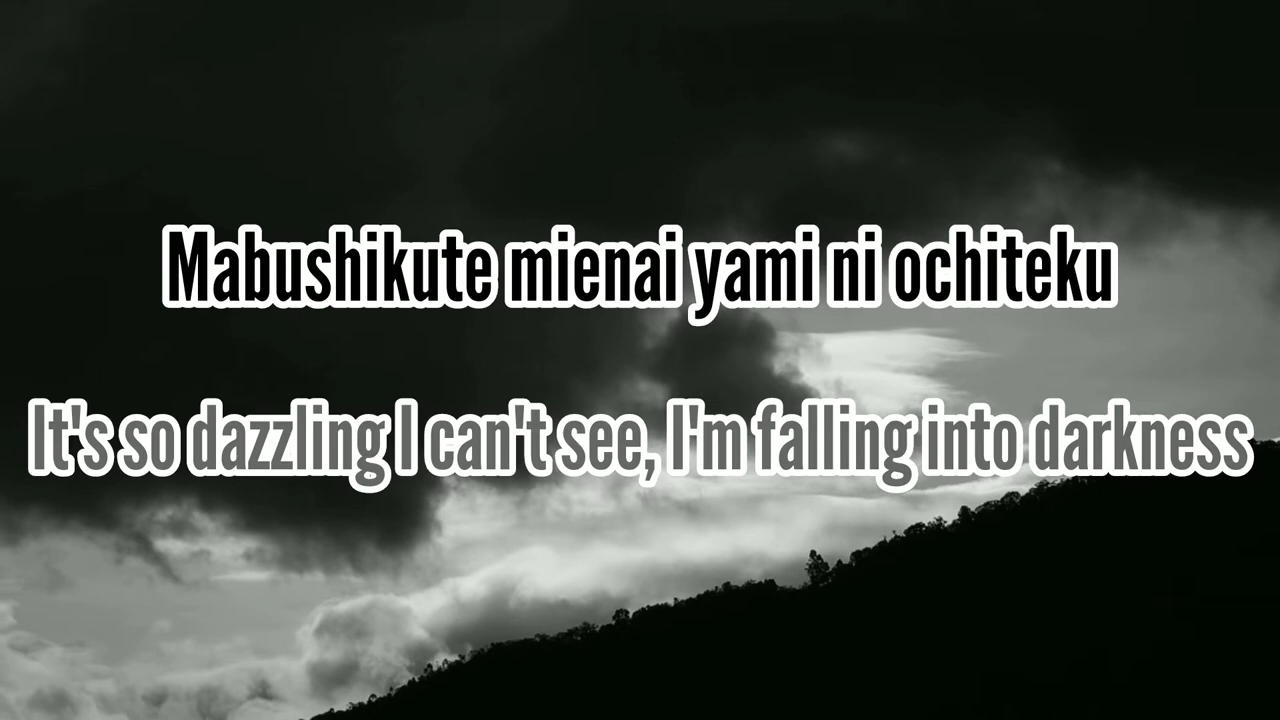 Mabushikute mienai yami ni ochiteku
It's so dazzling I can't see, I'm falling into darkness